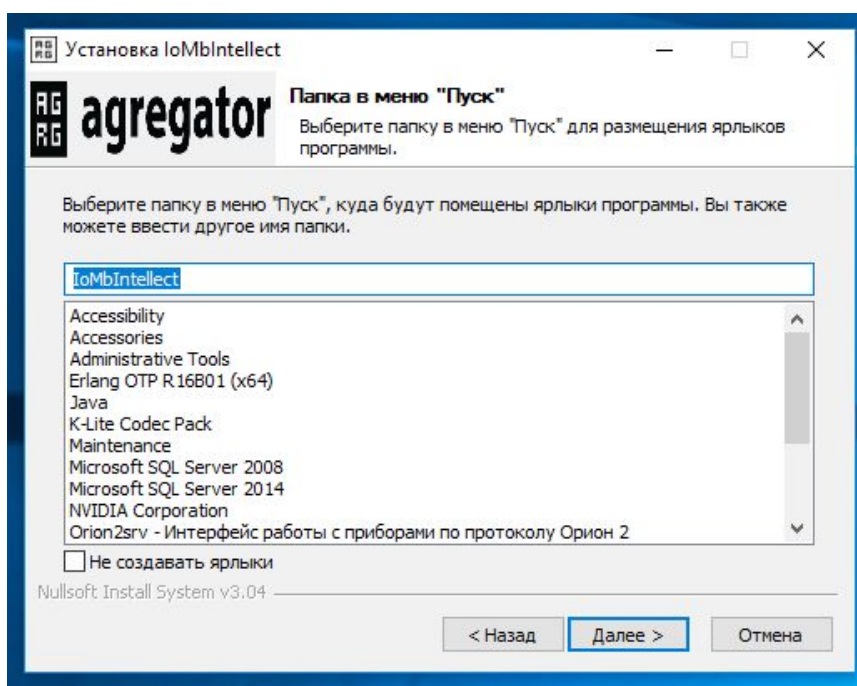 Установка IoMbIntellect
AG
RG
agregator
Папка в меню "Пуск"
Выберите папку в меню "Пуск" для размещения ярлыков
программы.
Выберите папку в меню "Пуск", куда будут помещены ярлыки программы. Вы также
можете ввести другое имя папки.
IoMbIntellect
Accessibility
Accessories
Administrative Tools
Erlang OTP R16B01 (x64)
Java
K-Lite Codec Pack
Maintenance
Microsoft SQL Server 2008
Microsoft SQL Server 2014
NVIDIA Corporation
Orion2srv - Интерфейс работы с приборами по протоколу Орион 2
Не создавать ярлыки
Nullsoft Install System v3.04
< Назад
Далее >
Отмена